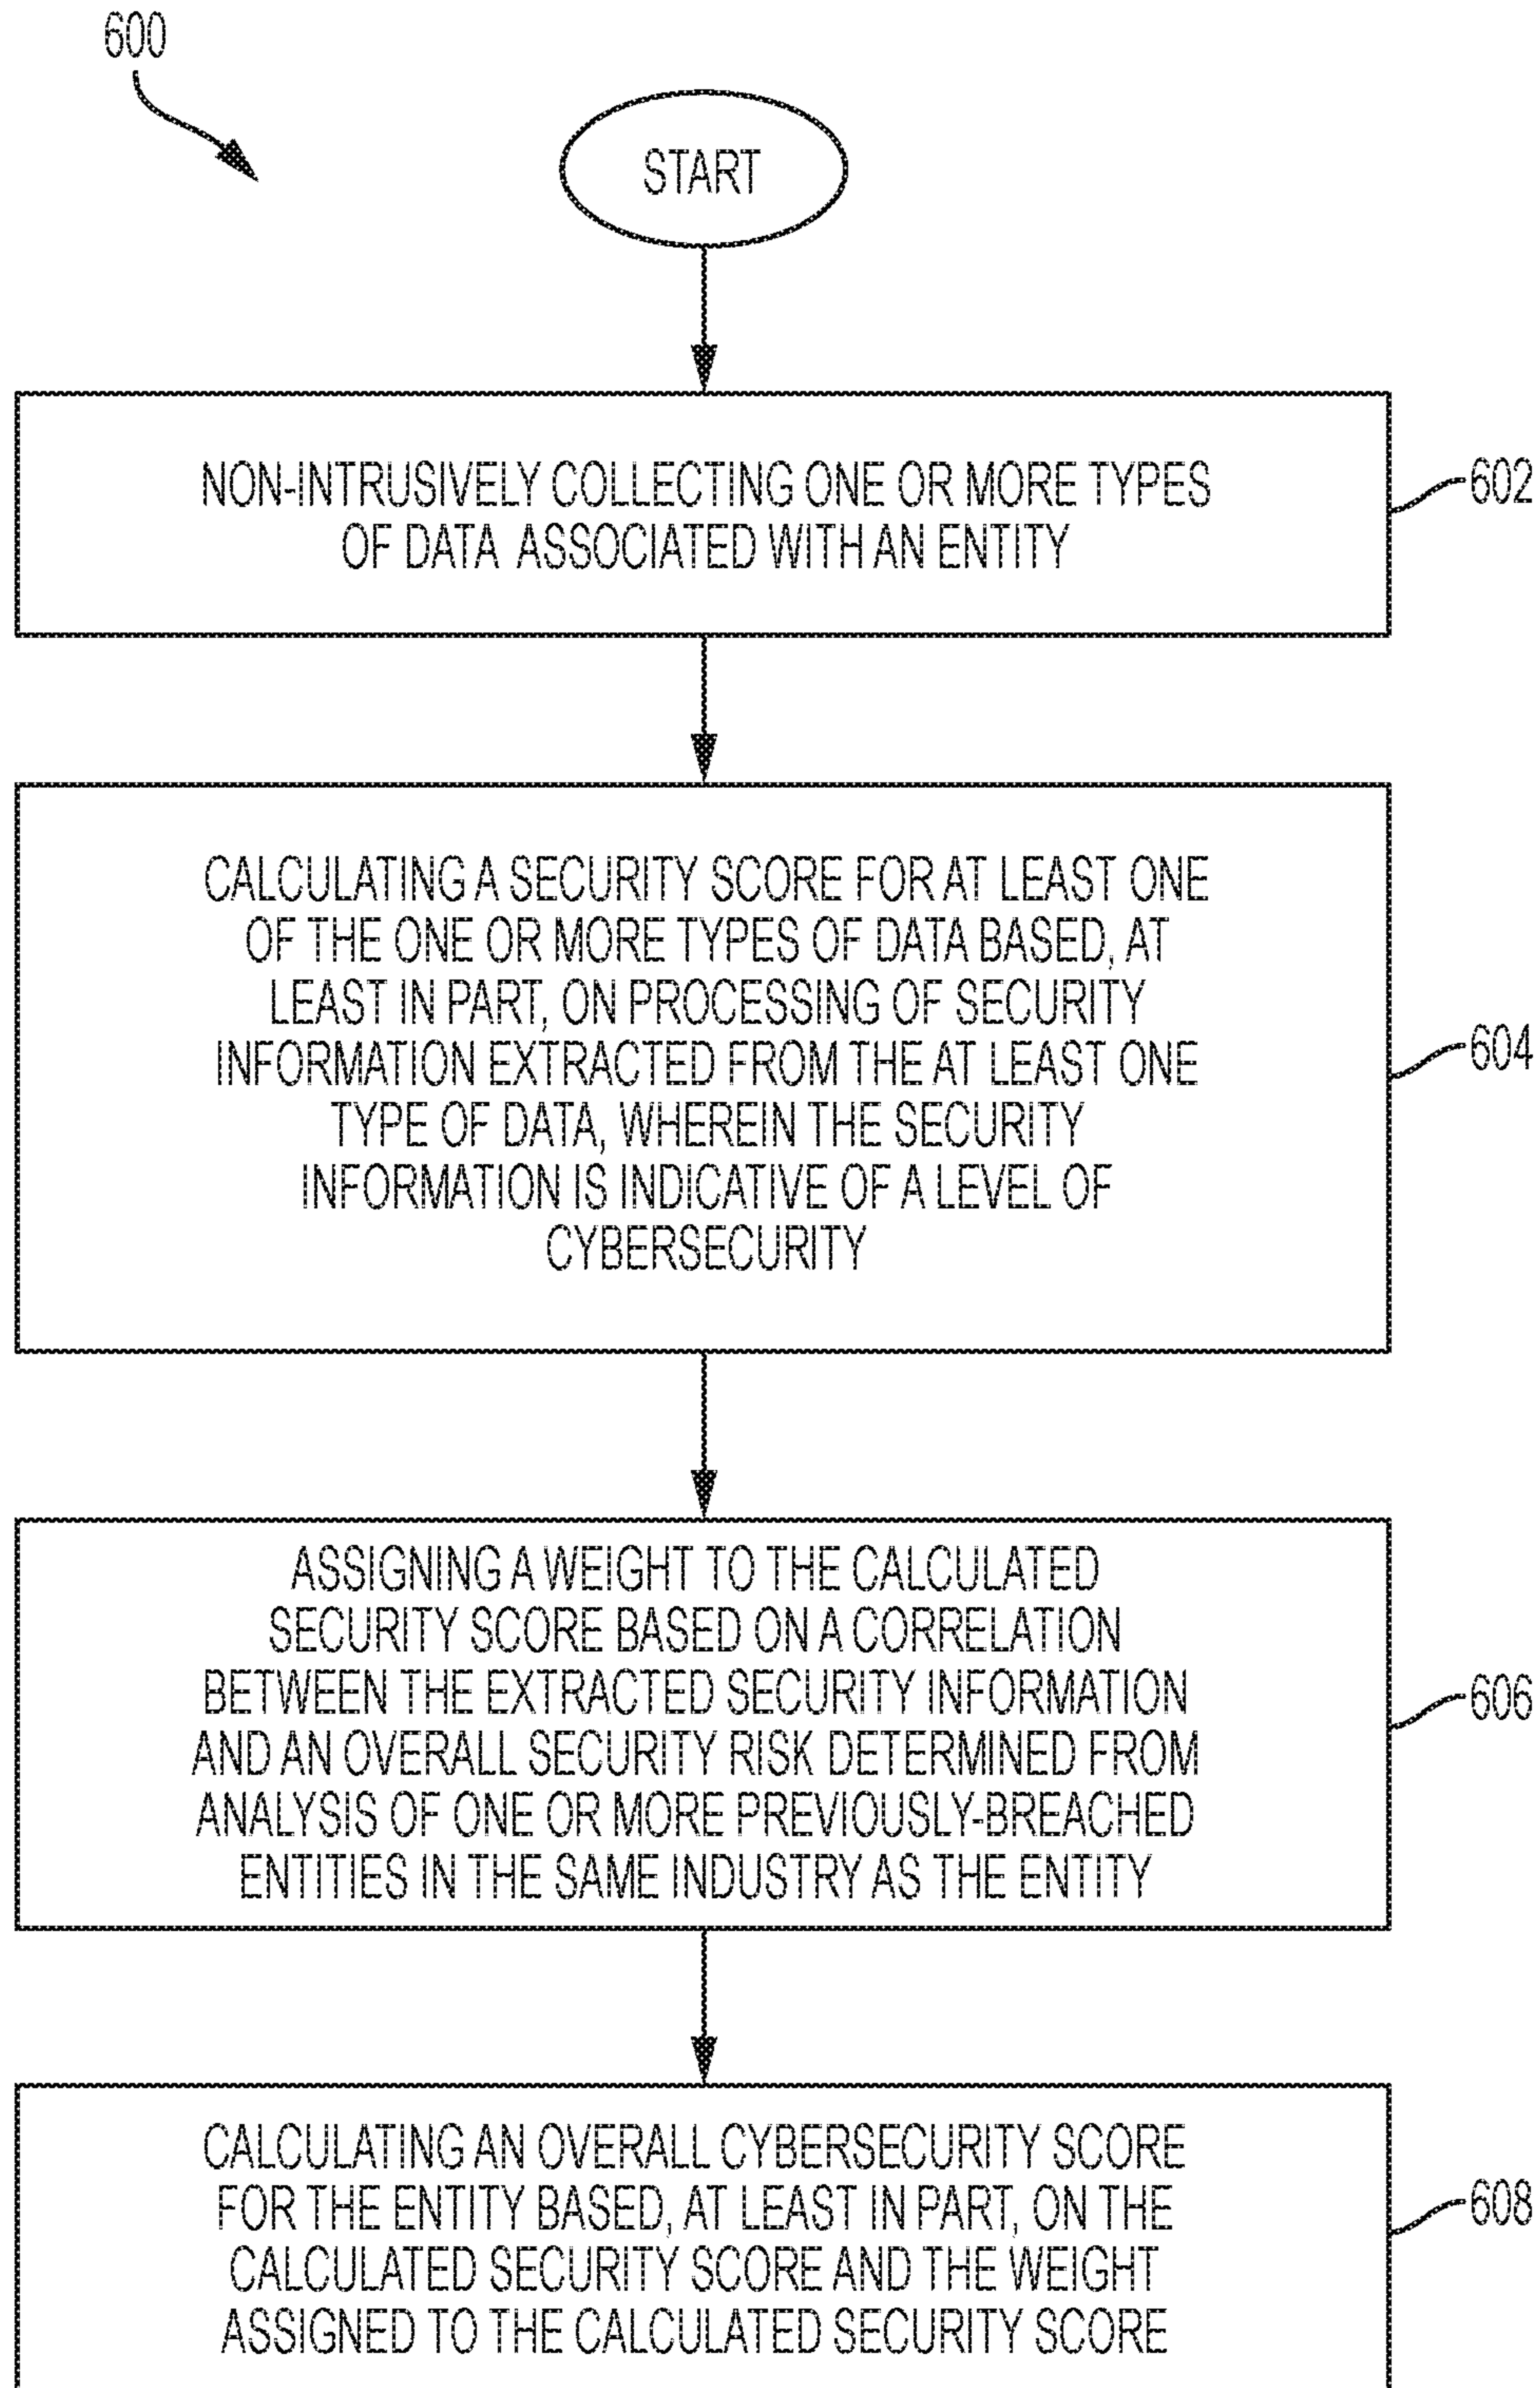 600
START
NON-INTRUSIVELY COLLECTING ONE OR MORE TYPES
OF DATA ASSOCIATED WITH AN ENTITY
602
CALCULATING A SECURITY SCORE FOR AT LEAST ONE
OF THE ONE OR MORE TYPES OF DATA BASED, AT
LEAST IN PART, ON PROCESSING OF SECURITY
INFORMATION EXTRACTED FROM THE AT LEAST ONE
TYPE OF DATA, WHEREIN THE SECURITY
INFORMATION IS INDICATIVE OF A LEVEL OF
CYBERSECURITY
604
ASSIGNING A WEIGHT TO THE CALCULATED
SECURITY SCORE BASED ON A CORRELATION
BETWEEN THE EXTRACTED SECURITY INFORMATION
AND AN OVERALL SECURITY RISK DETERMINED FROM
ANALYSIS OF ONE OR MORE PREVIOUSLY-BREACHED
ENTITIES IN THE SAME INDUSTRY AS THE ENTITY
606
CALCULATING AN OVERALL CYBERSECURITY SCORE
FOR THE ENTITY BASED, AT LEAST IN PART, ON THE
CALCULATED SECURITY SCORE AND THE WEIGHT
ASSIGNED TO THE CALCULATED SECURITY SCORE
608